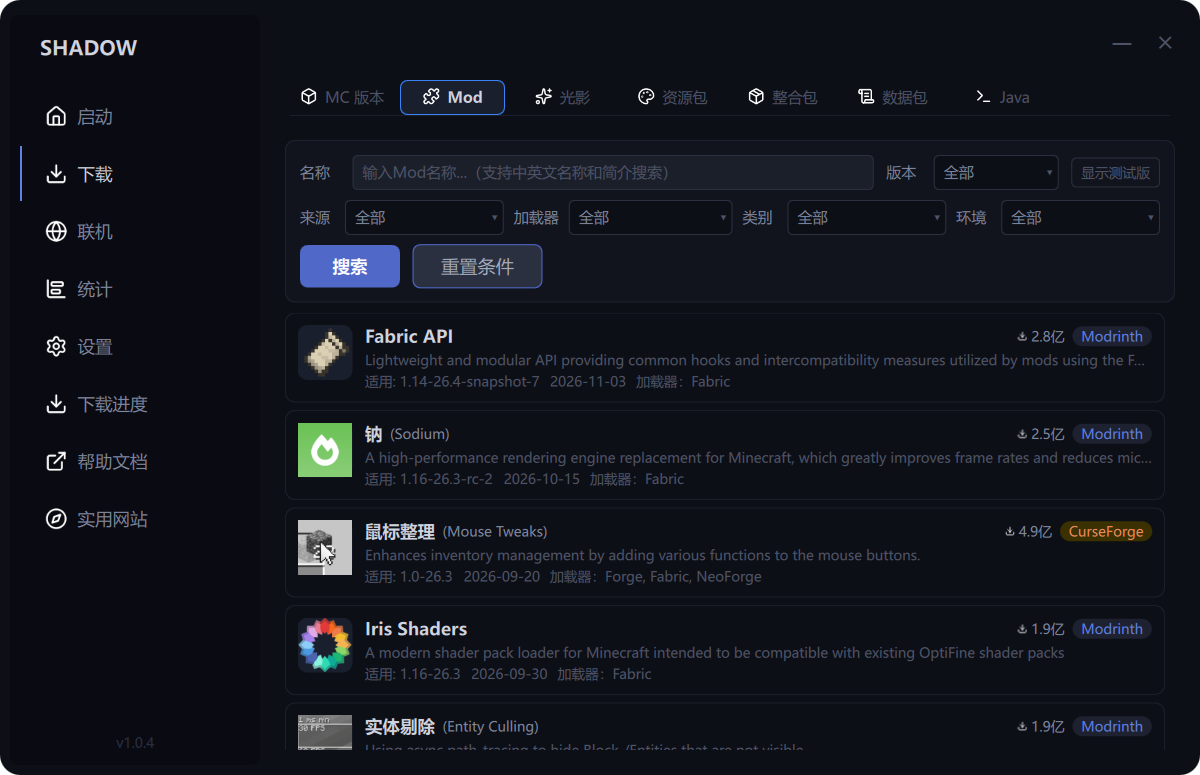 SHADOW
启动
下载
联机
统计
设置
下载进度
帮助文档
实用网站
v1.0.4
MC 版本 Mod 光影 资源包 整合包 数据包 Java
名称 输入Mod名称...（支持中英文名称和简介搜索） 版本 全部 显示测试版
来源 全部 加载器 全部 类别 全部 环境 全部
搜索 重置条件
Fabric API 2.8亿 Modrinth
Lightweight and modular API providing common hooks and intercompatibility measures utilized by mods using the F...
适用: 1.14-26.4-snapshot-7 2026-11-03 加载器：Fabric
钠 (Sodium) 2.5亿 Modrinth
A high-performance rendering engine replacement for Minecraft, which greatly improves frame rates and reduces mic...
适用: 1.16-26.3-rc-2 2026-10-15 加载器：Fabric
鼠标整理 (Mouse Tweaks) 4.9亿 CurseForge
Enhances inventory management by adding various functions to the mouse buttons.
适用: 1.0-26.3 2026-09-20 加载器：Forge, Fabric, NeoForge
Iris Shaders 1.9亿 Modrinth
A modern shader pack loader for Minecraft intended to be compatible with existing OptiFine shader packs
适用: 1.16-26.3 2026-09-30 加载器：Fabric
实体剔除 (Entity Culling) 1.9亿 Modrinth
Using async path-tracing to hide Block-/Entities that are not visible